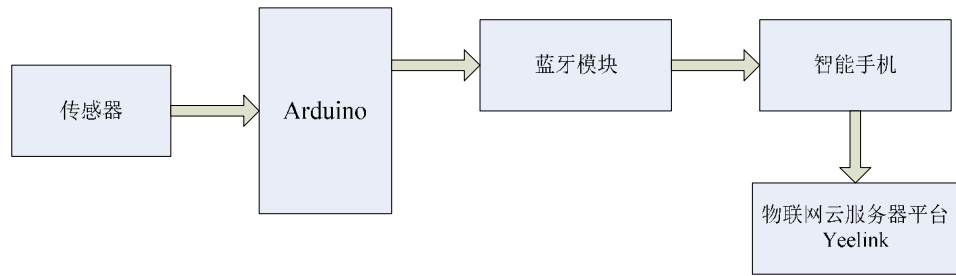 传感器
Arduino
蓝牙模块
智能手机
物联网云服务器平台
Yeelink